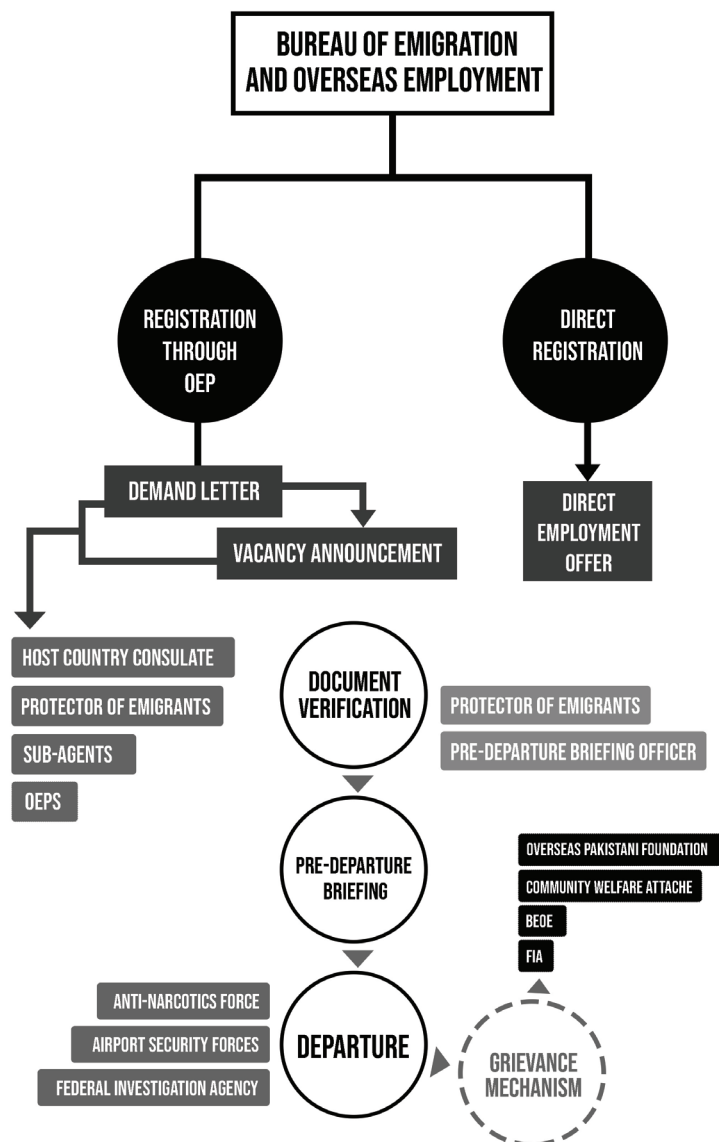 BUREAU OF EMIGRATION
AND OVERSEAS EMPLOYMENT
REGISTRATION
THROUGH
OEP
DIRECT
REGISTRATION
DEMAND LETTER
VACANCY ANNOUNCEMENT
DIRECT
EMPLOYMENT
OFFER
HOST COUNTRY CONSULATE
PROTECTOR OF EMIGRANTS
SUB-AGENTS
OEPS
DOCUMENT
VERIFICATION
PROTECTOR OF EMIGRANTS
PRE-DEPARTURE BRIEFING OFFICER
PRE-DEPARTURE
BRIEFING
OVERSEAS PAKISTANI FOUNDATION
COMMUNITY WELFARE ATTACHE
BEOE
FIA
ANTI-NARCOTICS FORCE
AIRPORT SECURITY FORCES
FEDERAL INVESTIGATION AGENCY
DEPARTURE
GRIEVANCE
MECHANISM